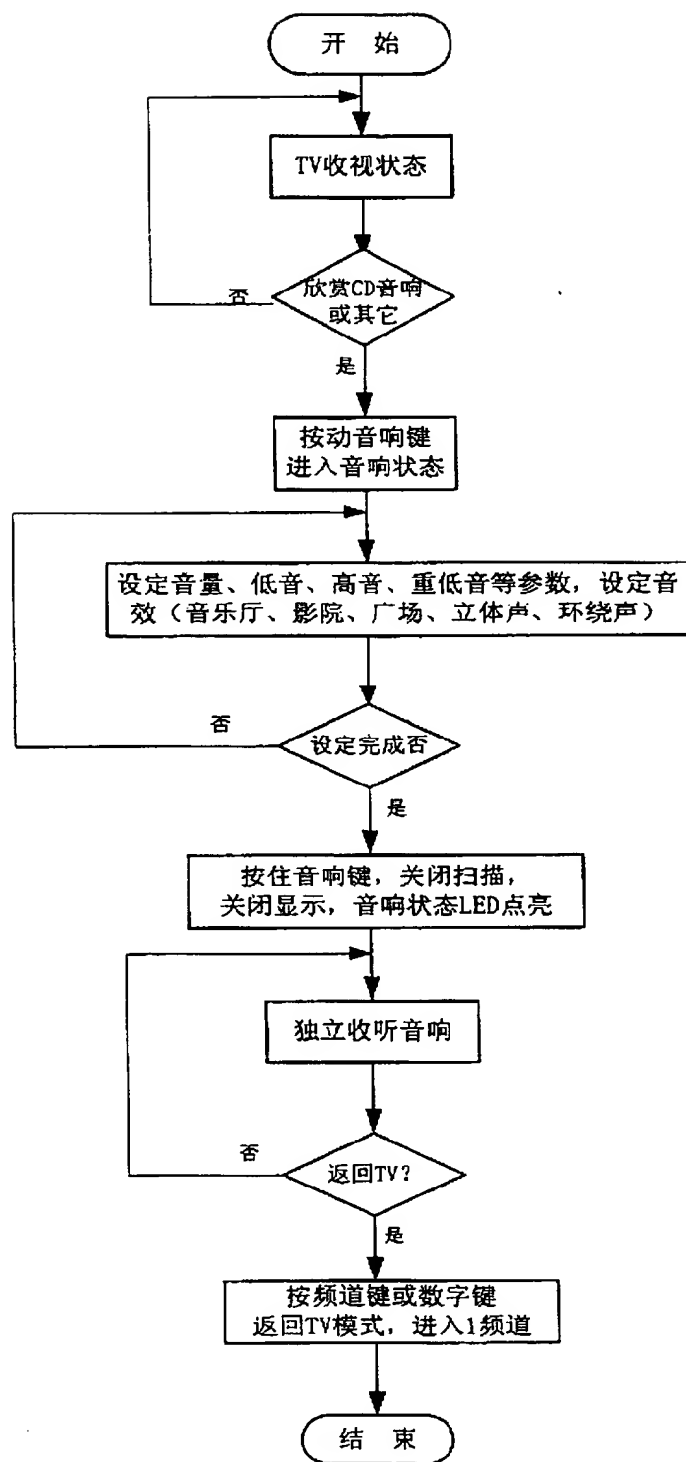 开 始
TV收视状态
欣赏CD音响
或其它
否
是
按动音响键
进入音响状态
设定音量、低音、高音、重低音等参数，设定音
效（音乐厅、影院、广场、立体声、环绕声）
否
设定完成否
是
按住音响键，关闭扫描，
关闭显示，音响状态LED点亮
独立收听音响
否
返回TV？
是
按频道键或数字键
返回TV模式，进入1频道
结 束